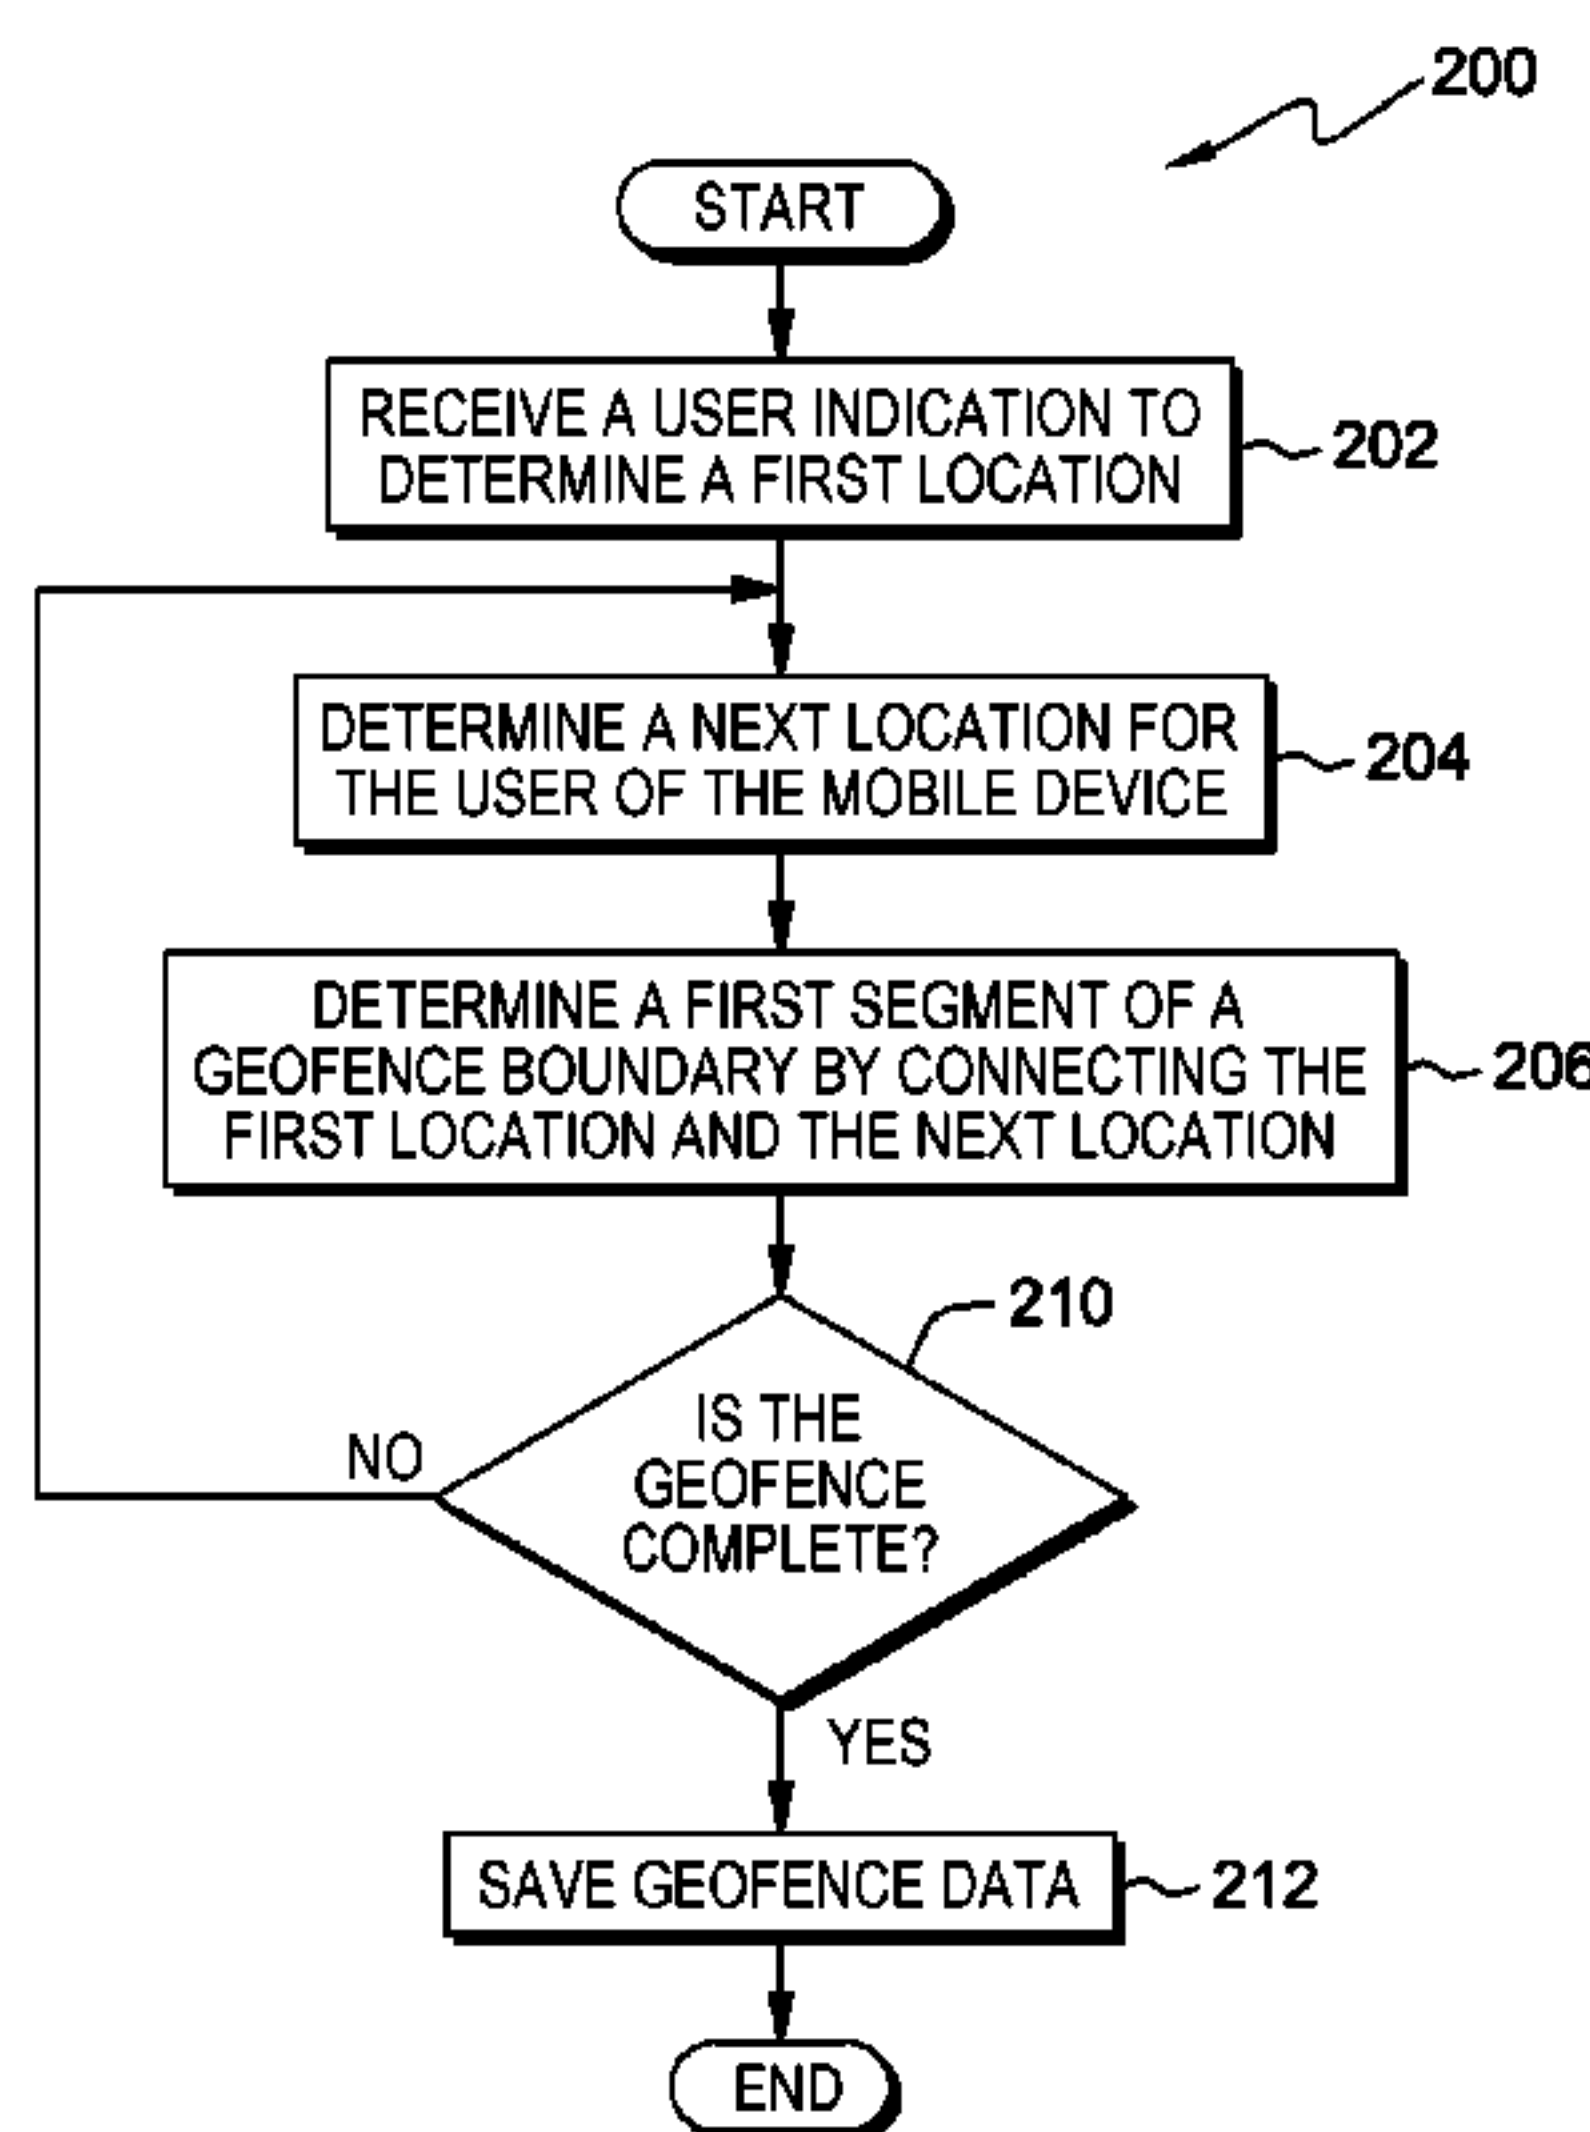 200
START
RECEIVE A USER INDICATION TO
DETERMINE A FIRST LOCATION
202
DETERMINE A NEXT LOCATION FOR
THE USER OF THE MOBILE DEVICE
204
DETERMINE A FIRST SEGMENT OF A
GEOFENCE BOUNDARY BY CONNECTING THE
FIRST LOCATION AND THE NEXT LOCATION
206
210
IS THE
GEOFENCE
COMPLETE?
NO
YES
SAVE GEOFENCE DATA
212
END